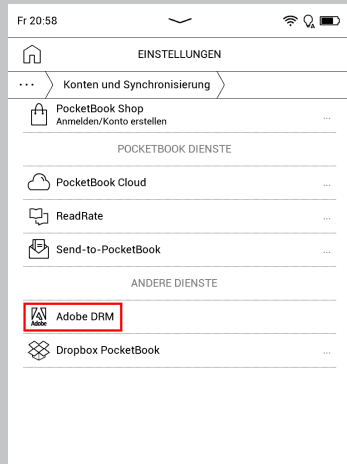 Fr 20:58
EINSTELLUNGEN
... Konten und Synchronisierung
PocketBook Shop
Anmelden/Konto erstellen ...
POCKETBOOK DIENSTE
PocketBook Cloud ...
ReadRate ...
Send-to-PocketBook ...
ANDERE DIENSTE
Adobe Adobe DRM
Dropbox PocketBook ...